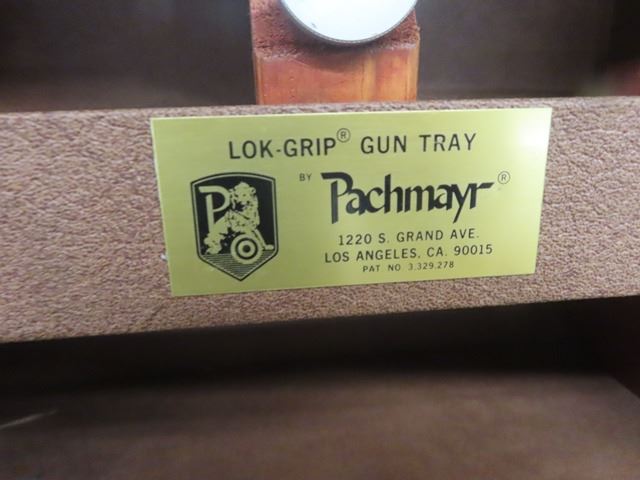 LOK-GRIP® GUN TRAY
BY Pachmayr®
P
1220 S. GRAND AVE.
LOS ANGELES, CA. 90015
PAT NO 3,329,278